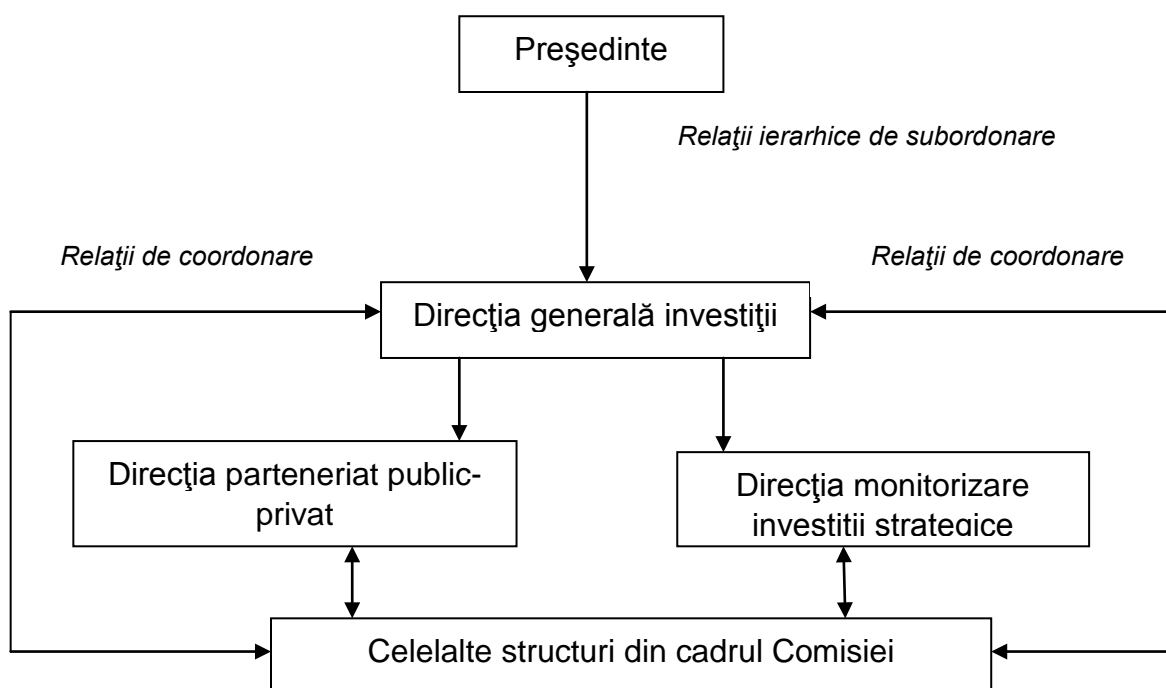 Preşedinte
Relaţii ierarhice de subordonare
Relaţii de coordonare
Relaţii de coordonare
Direcţia generală investiţii
Direcţia parteneriat public-
privat
Direcţia monitorizare
investiţii strategice
Celelalte structuri din cadrul Comisiei